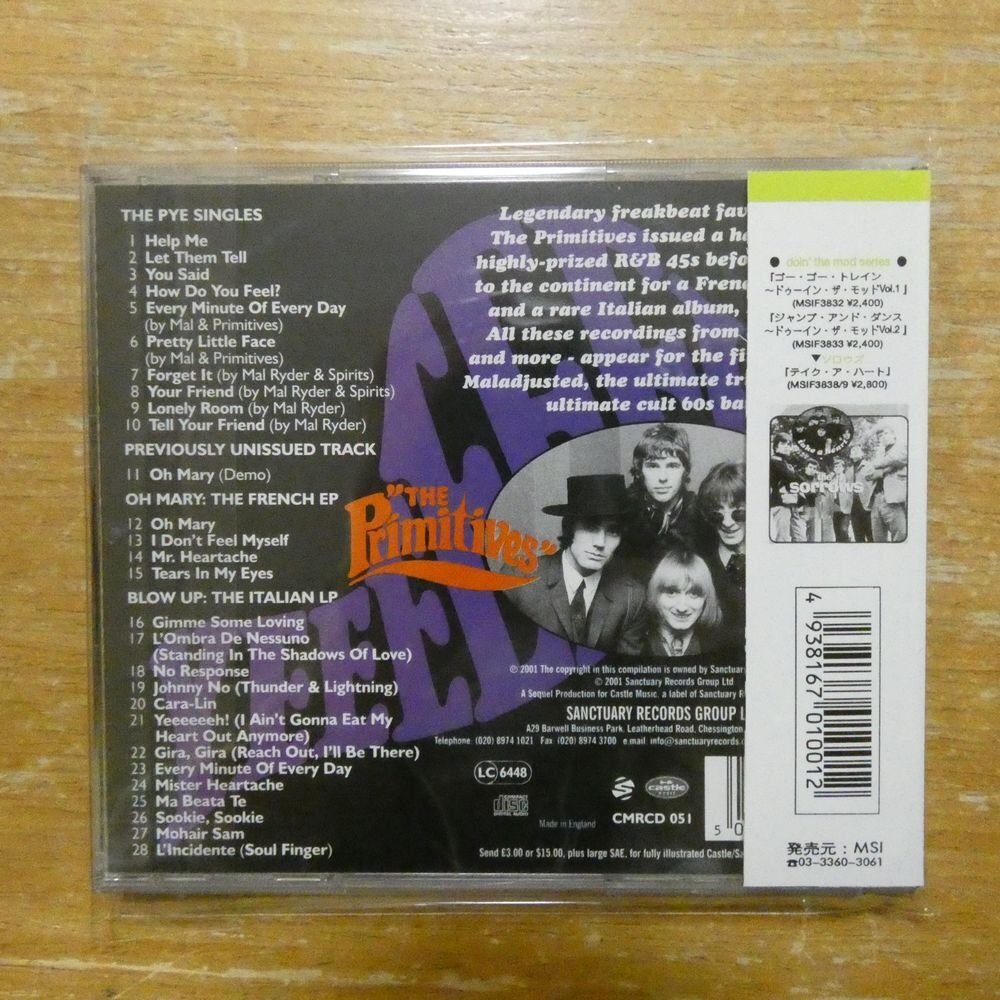 THE PYE SINGLES
1 Help Me
2 Let Them Tell
3 You Said
4 How Do You Feel?
5 Every Minute Of Every Day
(by Mal & Primitives)
6 Pretty Little Face
(by Mal & Primitives)
7 Forget It (by Mal Ryder & Spirits)
8 Your Friend (by Mal Ryder & Spirits)
9 Lonely Room (by Mal Ryder)
10 Tell Your Friend (by Mal Ryder)
PREVIOUSLY UNISSUED TRACK
11 Oh Mary (Demo)
OH MARY: THE FRENCH EP
12 Oh Mary
13 I Don't Feel Myself
14 Mr. Heartache
15 Tears In My Eyes
BLOW UP: THE ITALIAN LP
16 Gimme Some Loving
17 L'Ombra De Nessuno
(Standing In The Shadows Of Love)
18 No Response
19 Johnny No (Thunder & Lightning)
20 Cara-Lin
21 Yeeeeeeh! (I Ain't Gonna Eat My
Heart Out Anymore)
22 Gira, Gira (Reach Out, I'll Be There)
23 Every Minute Of Every Day
24 Mister Heartache
25 Ma Beata Te
26 Sookie, Sookie
27 Mohair Sam
28 L'Incidente (Soul Finger)
Legendary freakbeat fav
The Primitives issued a ha
highly-prized R&B 45s befo
to the continent for a Frenc
and a rare Italian album,
All these recordings from
and more - appear for the fi
Maladjusted, the ultimate tri
ultimate cult 60s ba
"THE
Primitives"
FEEL
© 2001 The copyright in this compilation is owned by Sanctuary
© 2001 Sanctuary Records Group Ltd
A Sequel Production for Castle Music, a label of Sanctuary R
SANCTUARY RECORDS GROUP L
A29 Barwell Business Park, Leatherhead Road, Chessington,
Telephone: (020) 8974 1021 Fax (020) 8974 3700 e.mail info@sanctuaryrecords.c
LC 6448
COMPACT
disc
DIGITAL AUDIO
Made in England
S
castle
MUSIC
CMRCD 051
5 0
Send £3.00 or $15.00, plus large SAE, for fully illustrated Castle/Sa
● doin' the mod series ●
「ゴー・ゴー・トレイン
～ドゥーイン・ザ・モッドVol.1」
(MSIF3832 ¥2,400)
「ジャンプ・アンド・ダンス
～ドゥーイン・ザ・モッドVol.2」
(MSIF3833 ¥2,400)
▼ソロウズ
「テイク・ア・ハート」
(MSIF3838/9 ¥2,800)
take a heart
the
sorrows
4 938167 010012
発売元：MSI
☎03-3360-3061